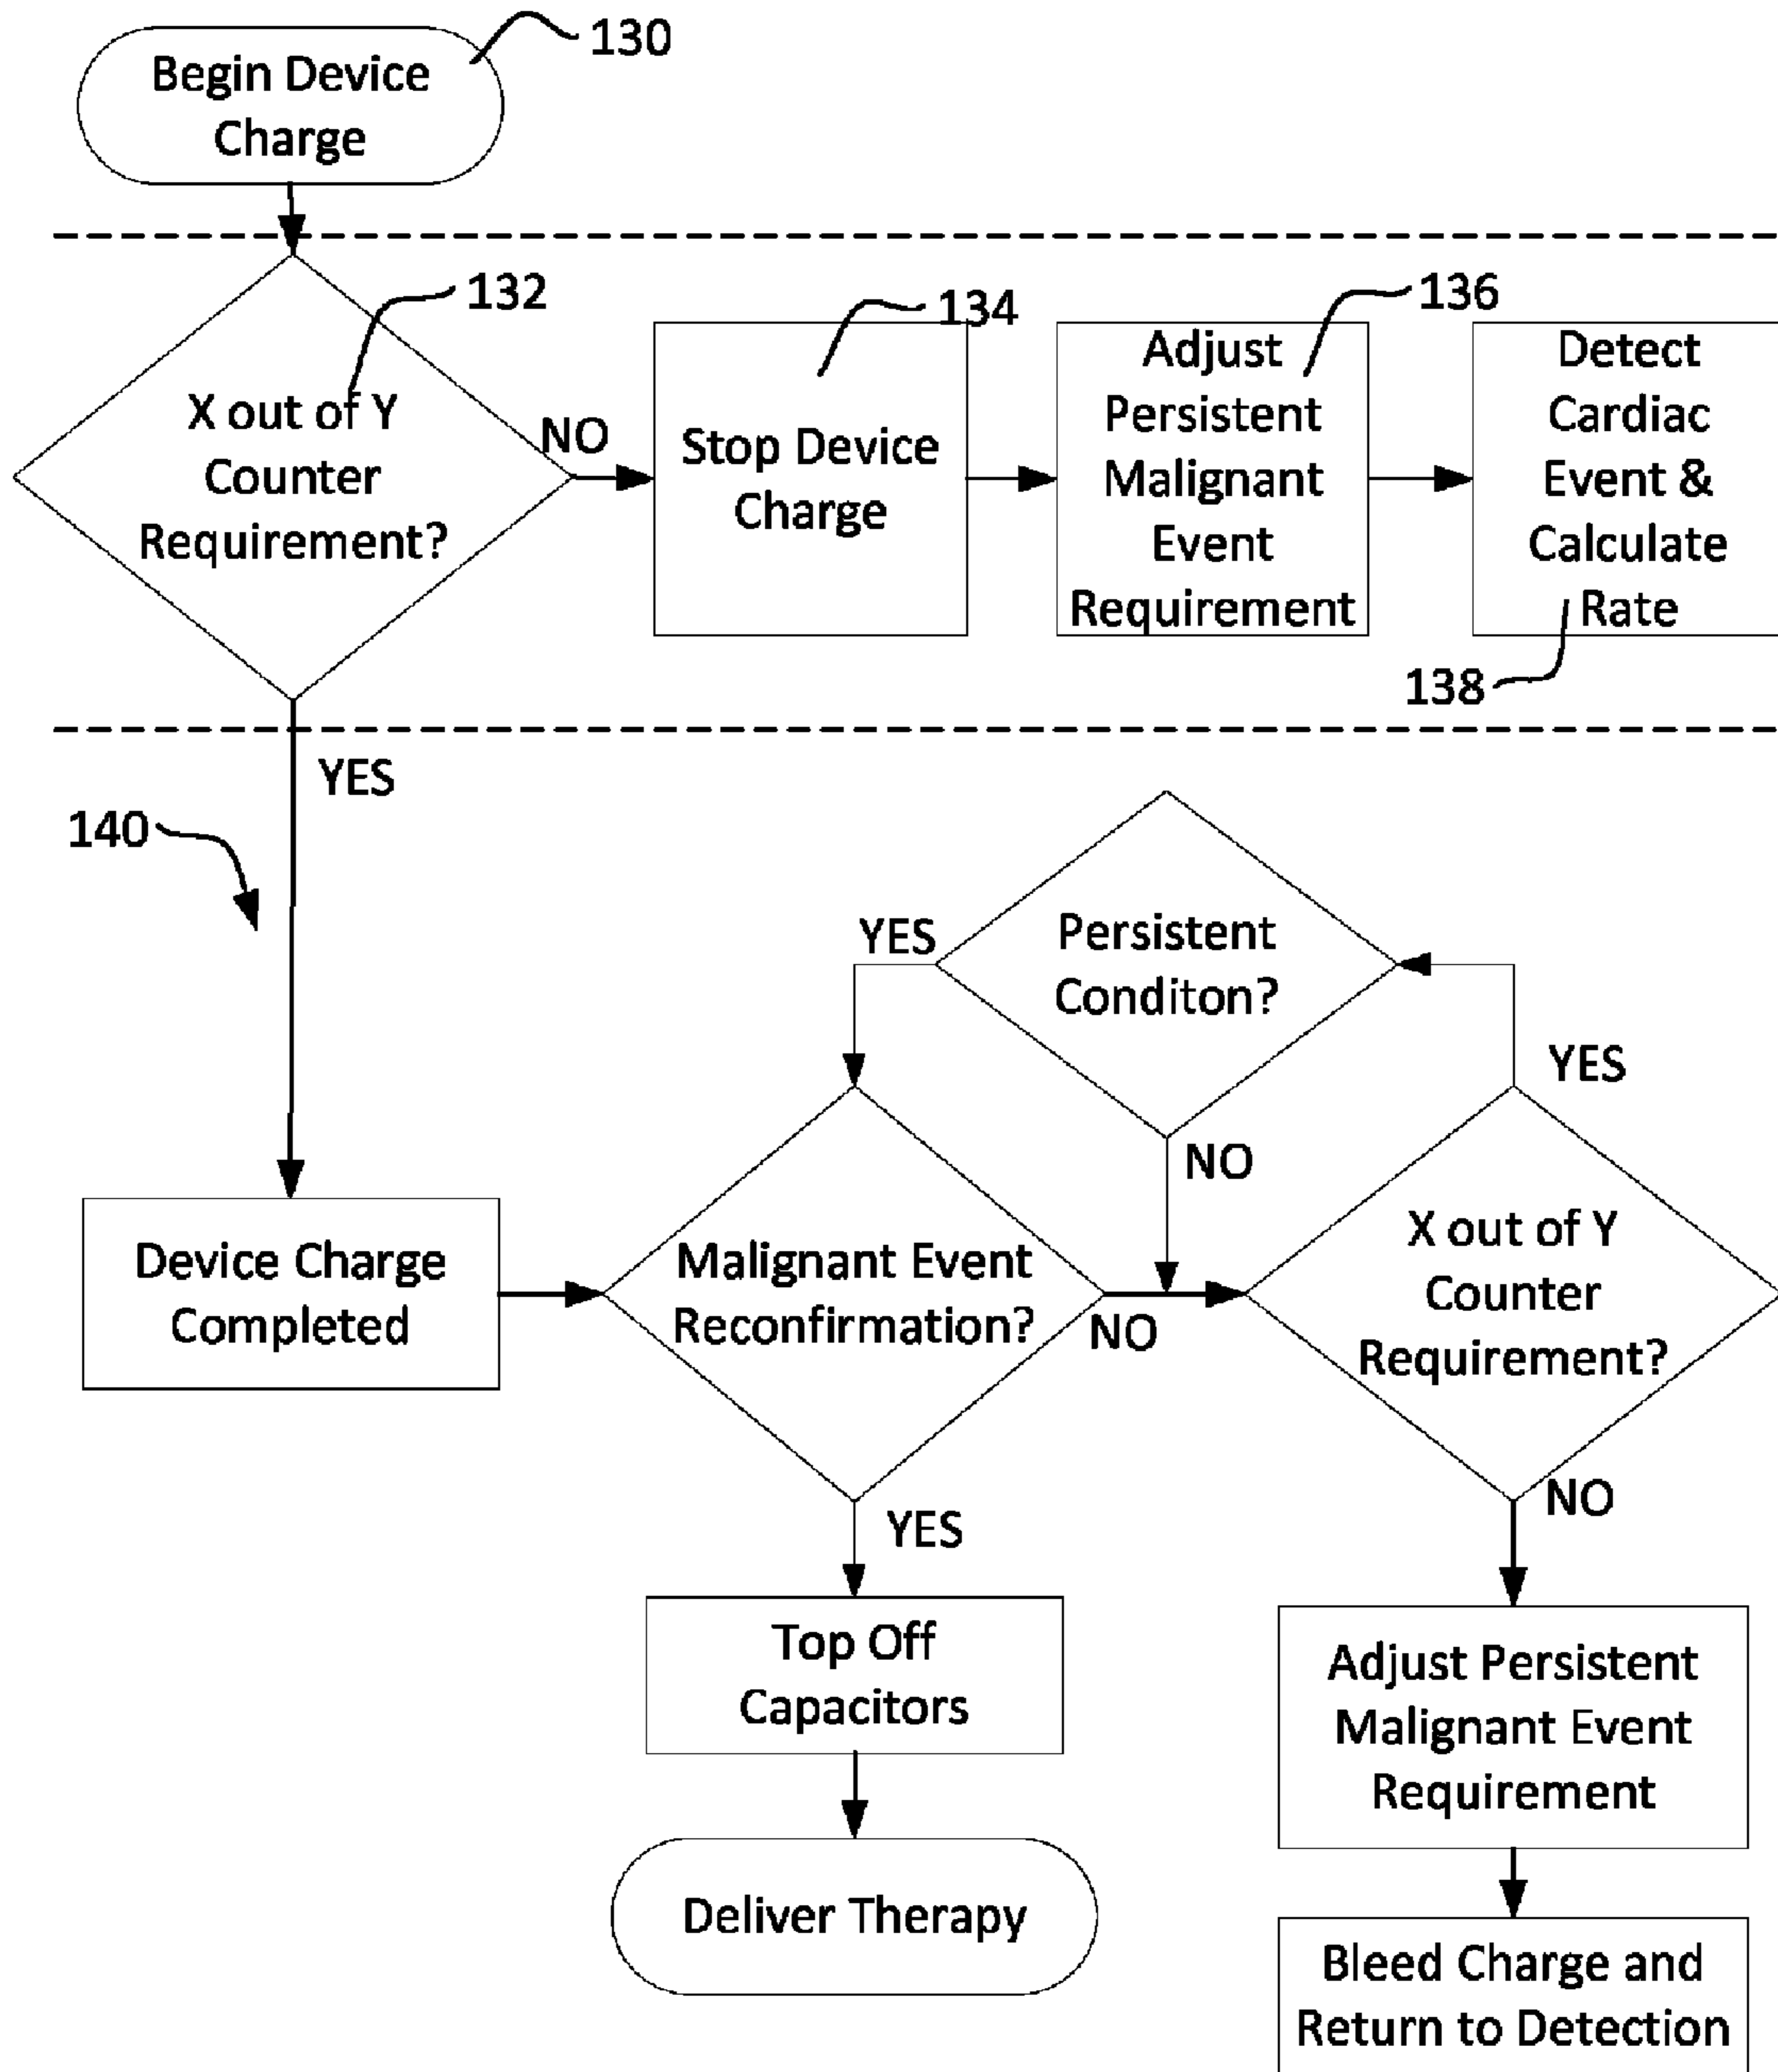 Begin Device
Charge
130
X out of Y
Counter
Requirement?
132
NO
Stop Device
Charge
134
Adjust
Persistent
Malignant
Event
Requirement
136
Detect
Cardiac
Event &
Calculate
Rate
138
YES
140
Persistent
Conditon?
YES
NO
YES
Device Charge
Completed
Malignant Event
Reconfirmation?
NO
X out of Y
Counter
Requirement?
YES
NO
Top Off
Capacitors
Adjust Persistent
Malignant Event
Requirement
Deliver Therapy
Bleed Charge and
Return to Detection